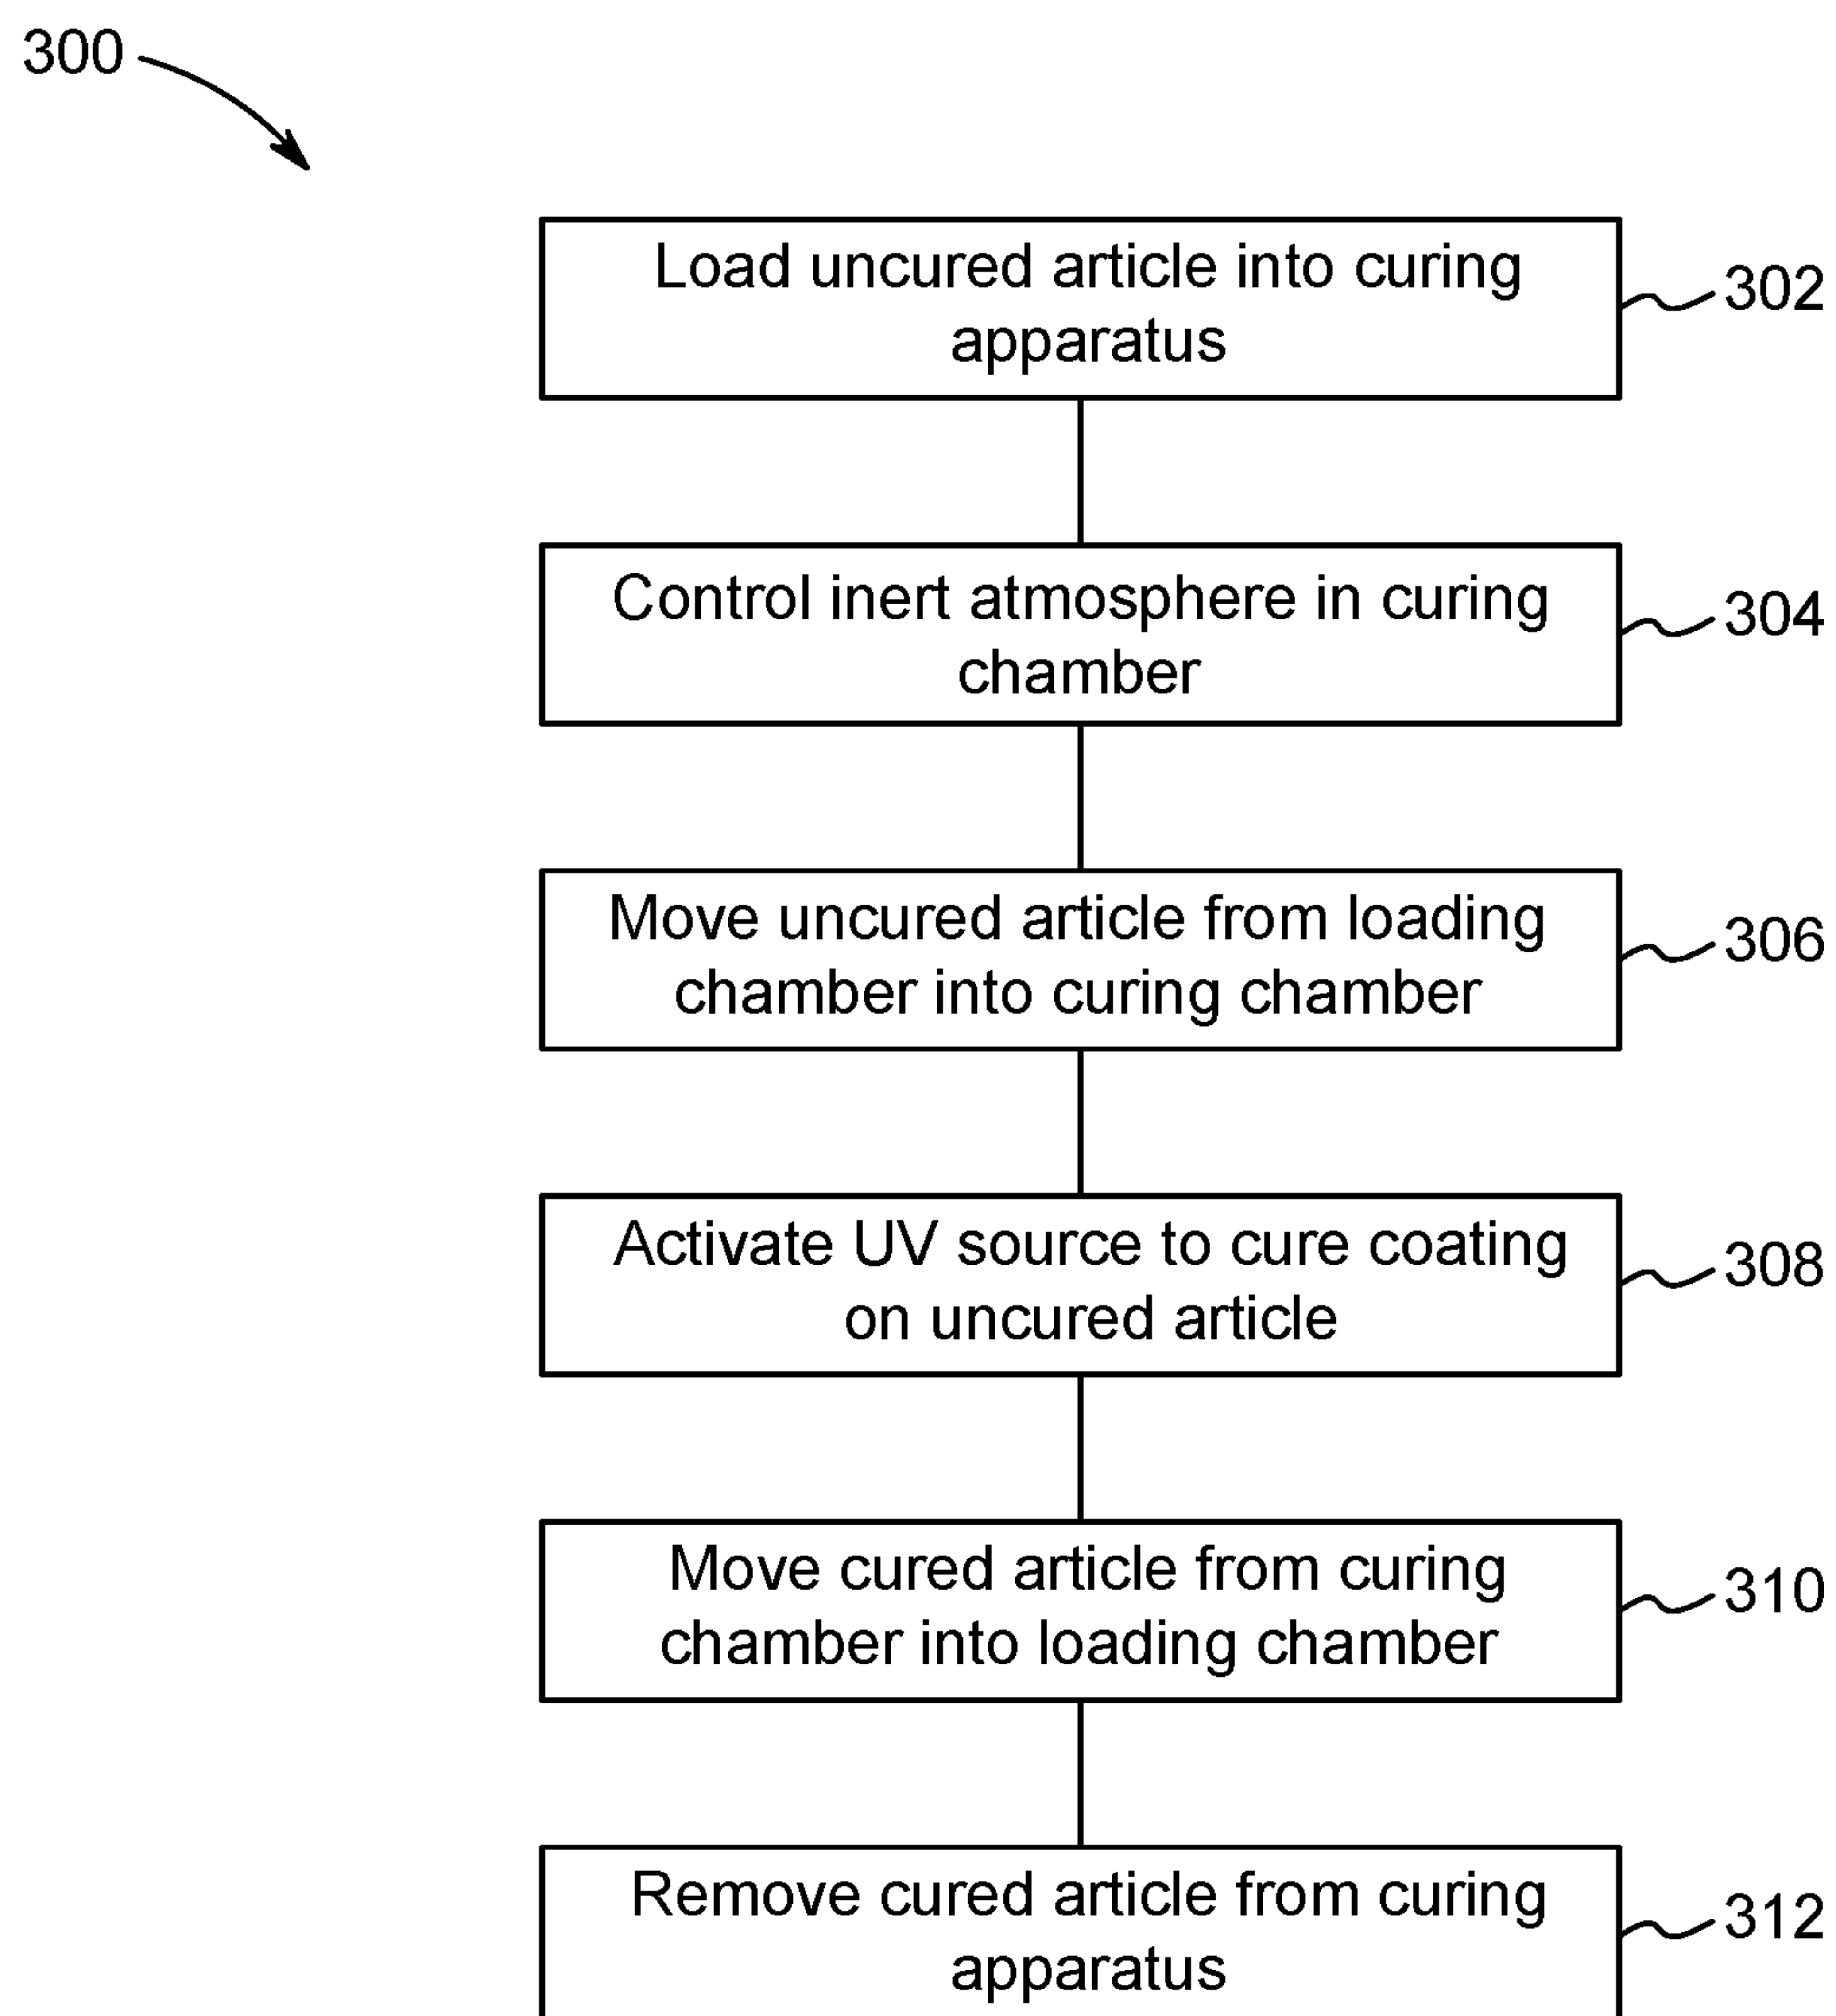 300
Load uncured article into curing
apparatus
302
Control inert atmosphere in curing
chamber
304
Move uncured article from loading
chamber into curing chamber
306
Activate UV source to cure coating
on uncured article
308
Move cured article from curing
chamber into loading chamber
310
Remove cured article from curing
apparatus
312